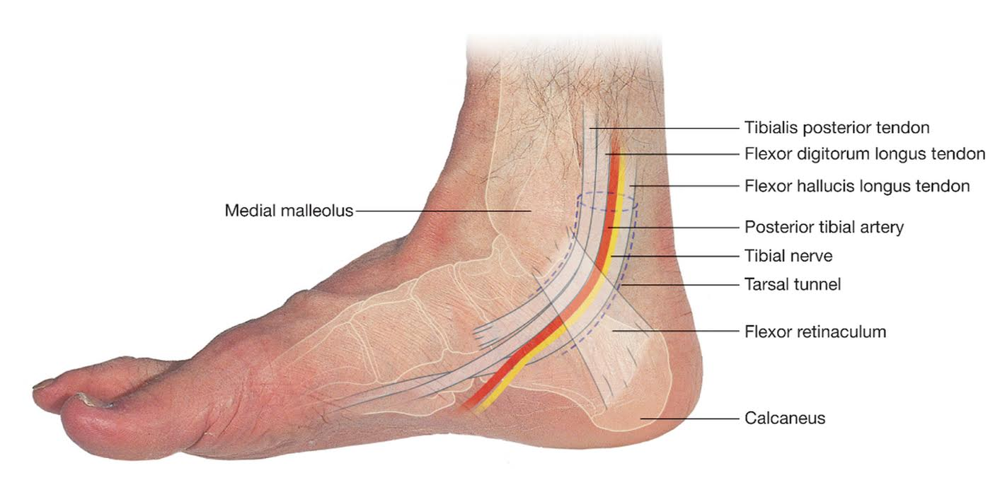 Tibialis posterior tendon
Flexor digitorum longus tendon
Flexor hallucis longus tendon
Medial malleolus
Posterior tibial artery
Tibial nerve
Tarsal tunnel
Flexor retinaculum
Calcaneus